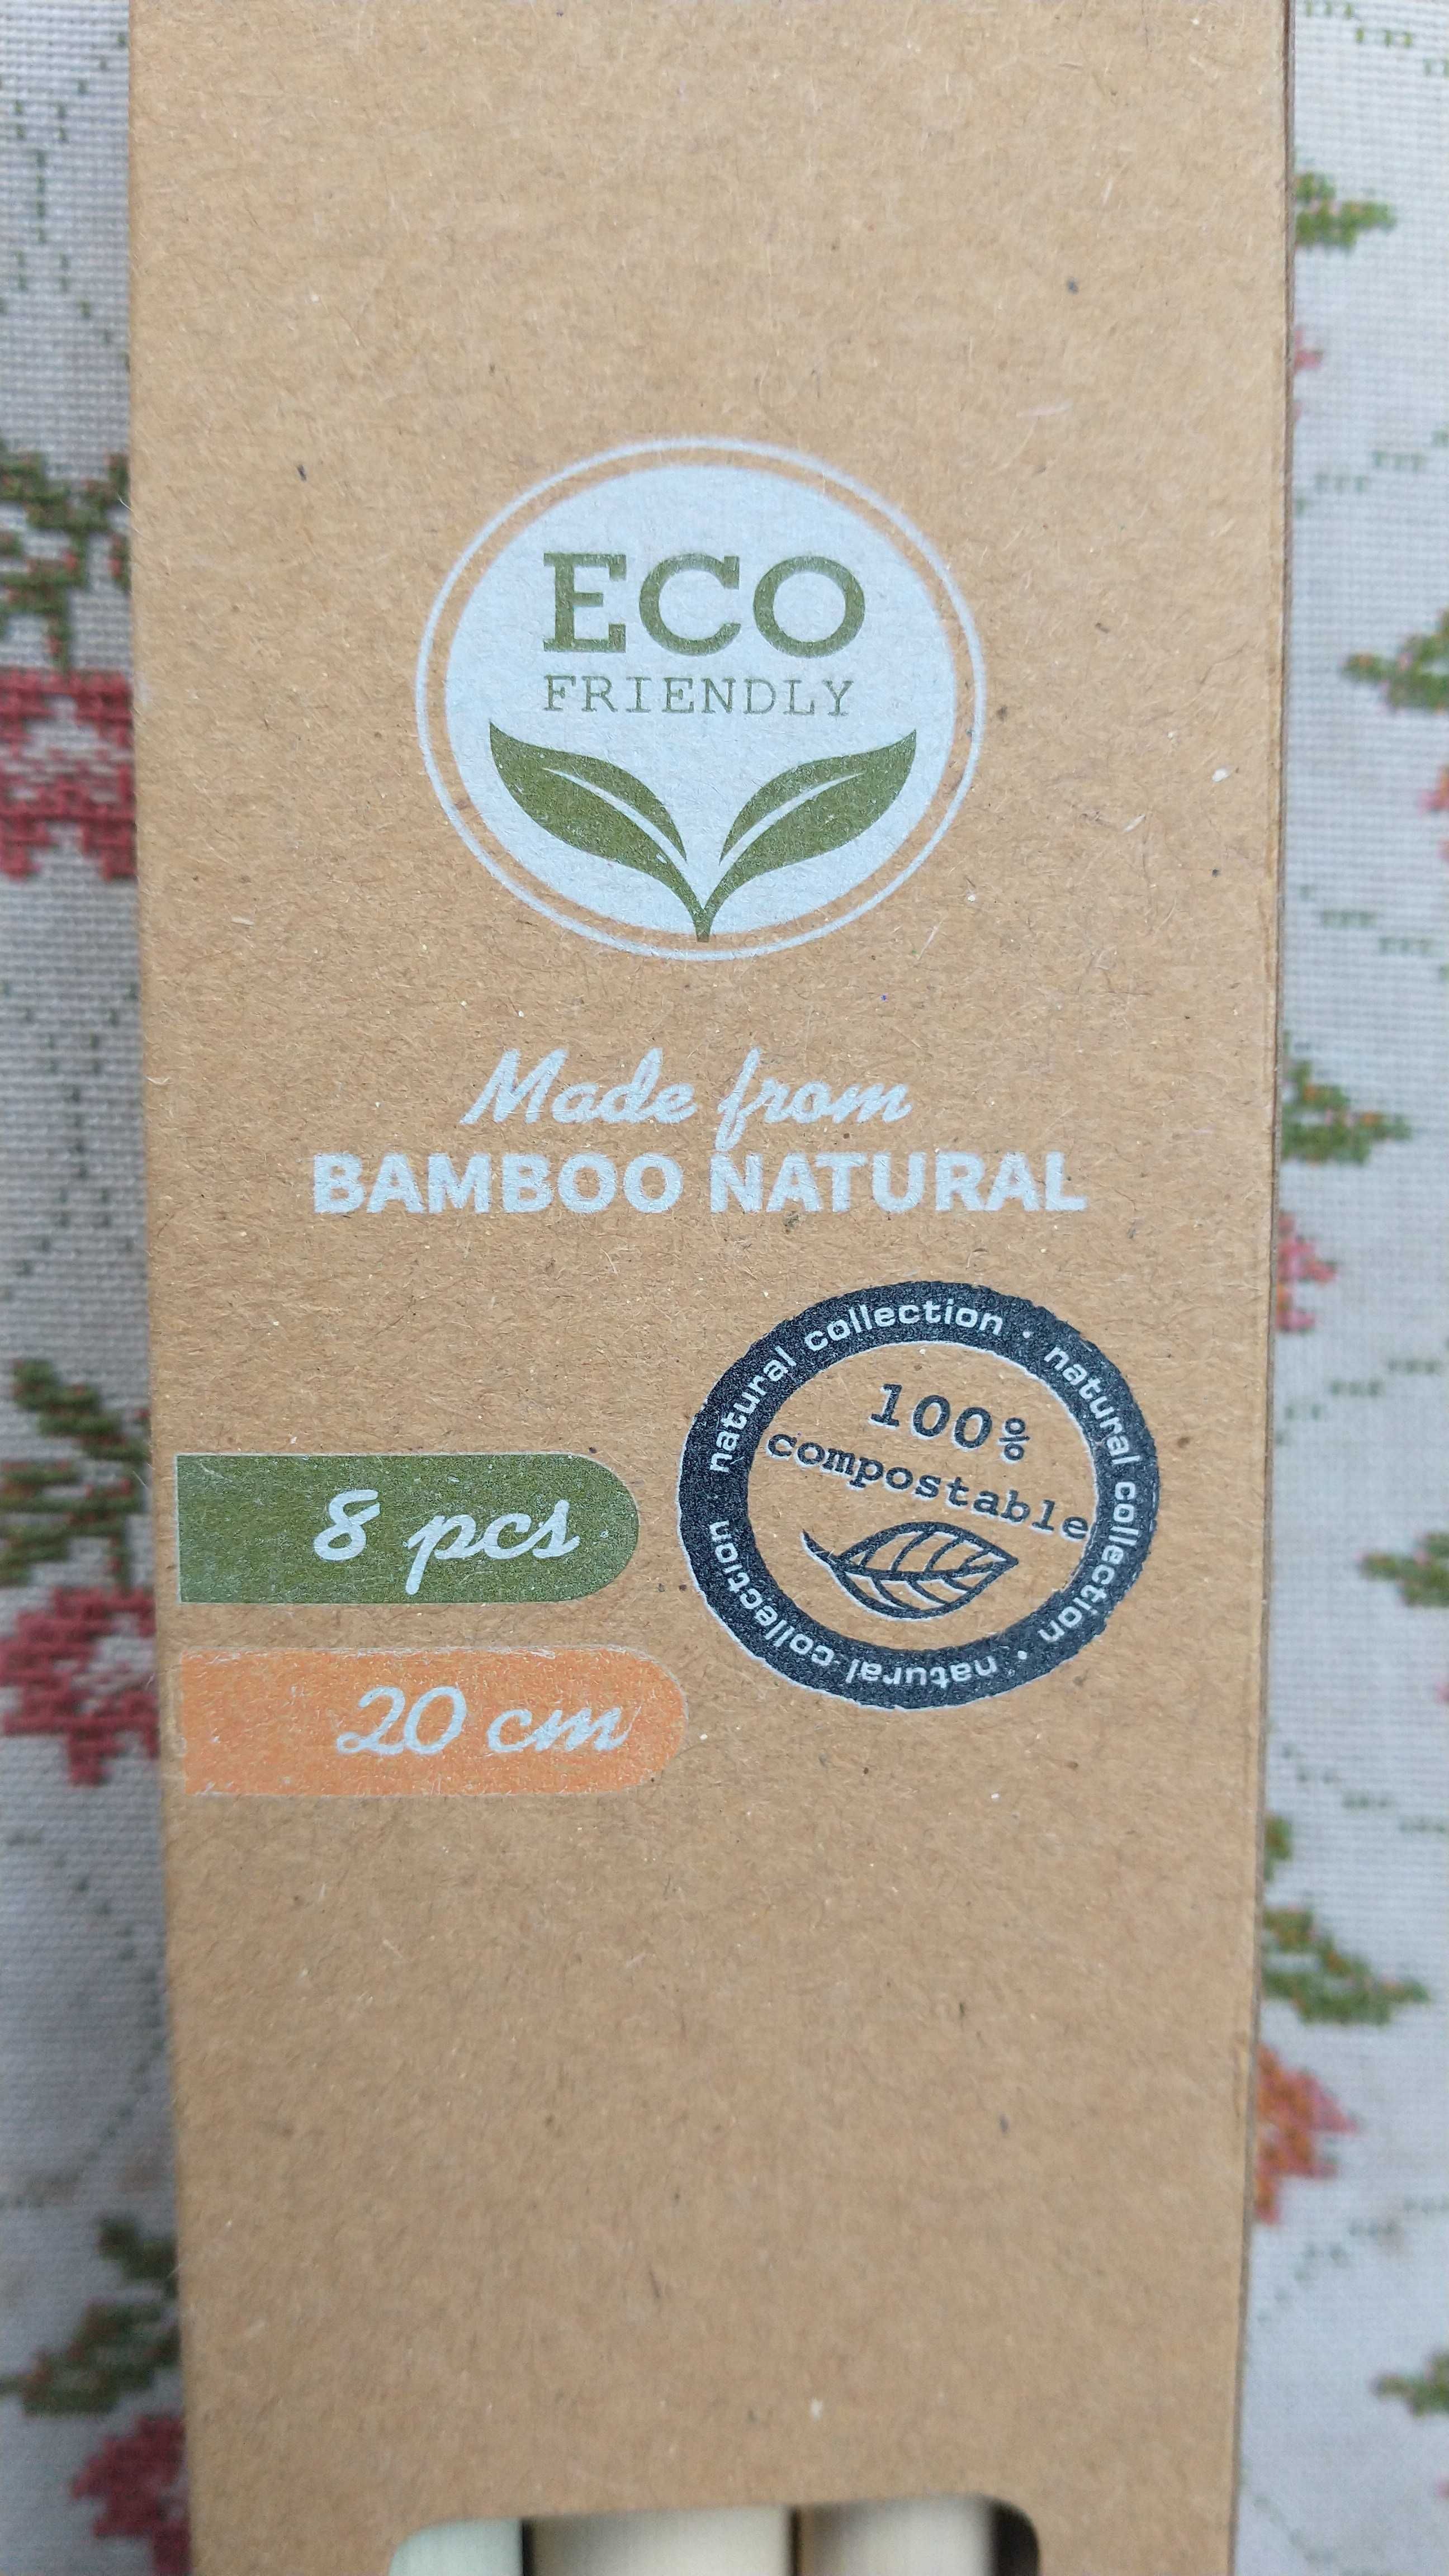 ECO
FRIENDLY
Made from
BAMBOO NATURAL
natural collection · natural collection · natural collection ·
100%
compostable
8 pcs
20 cm